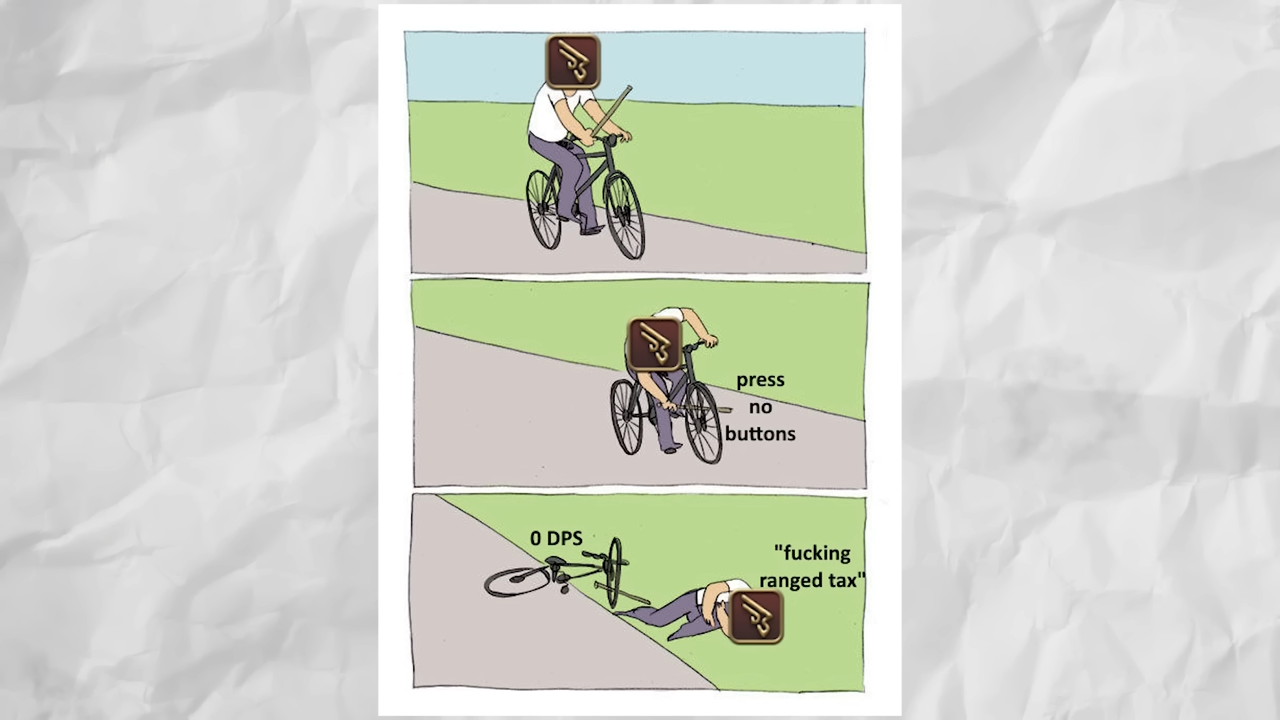 press
no
buttons
0 DPS
"fucking
ranged tax"